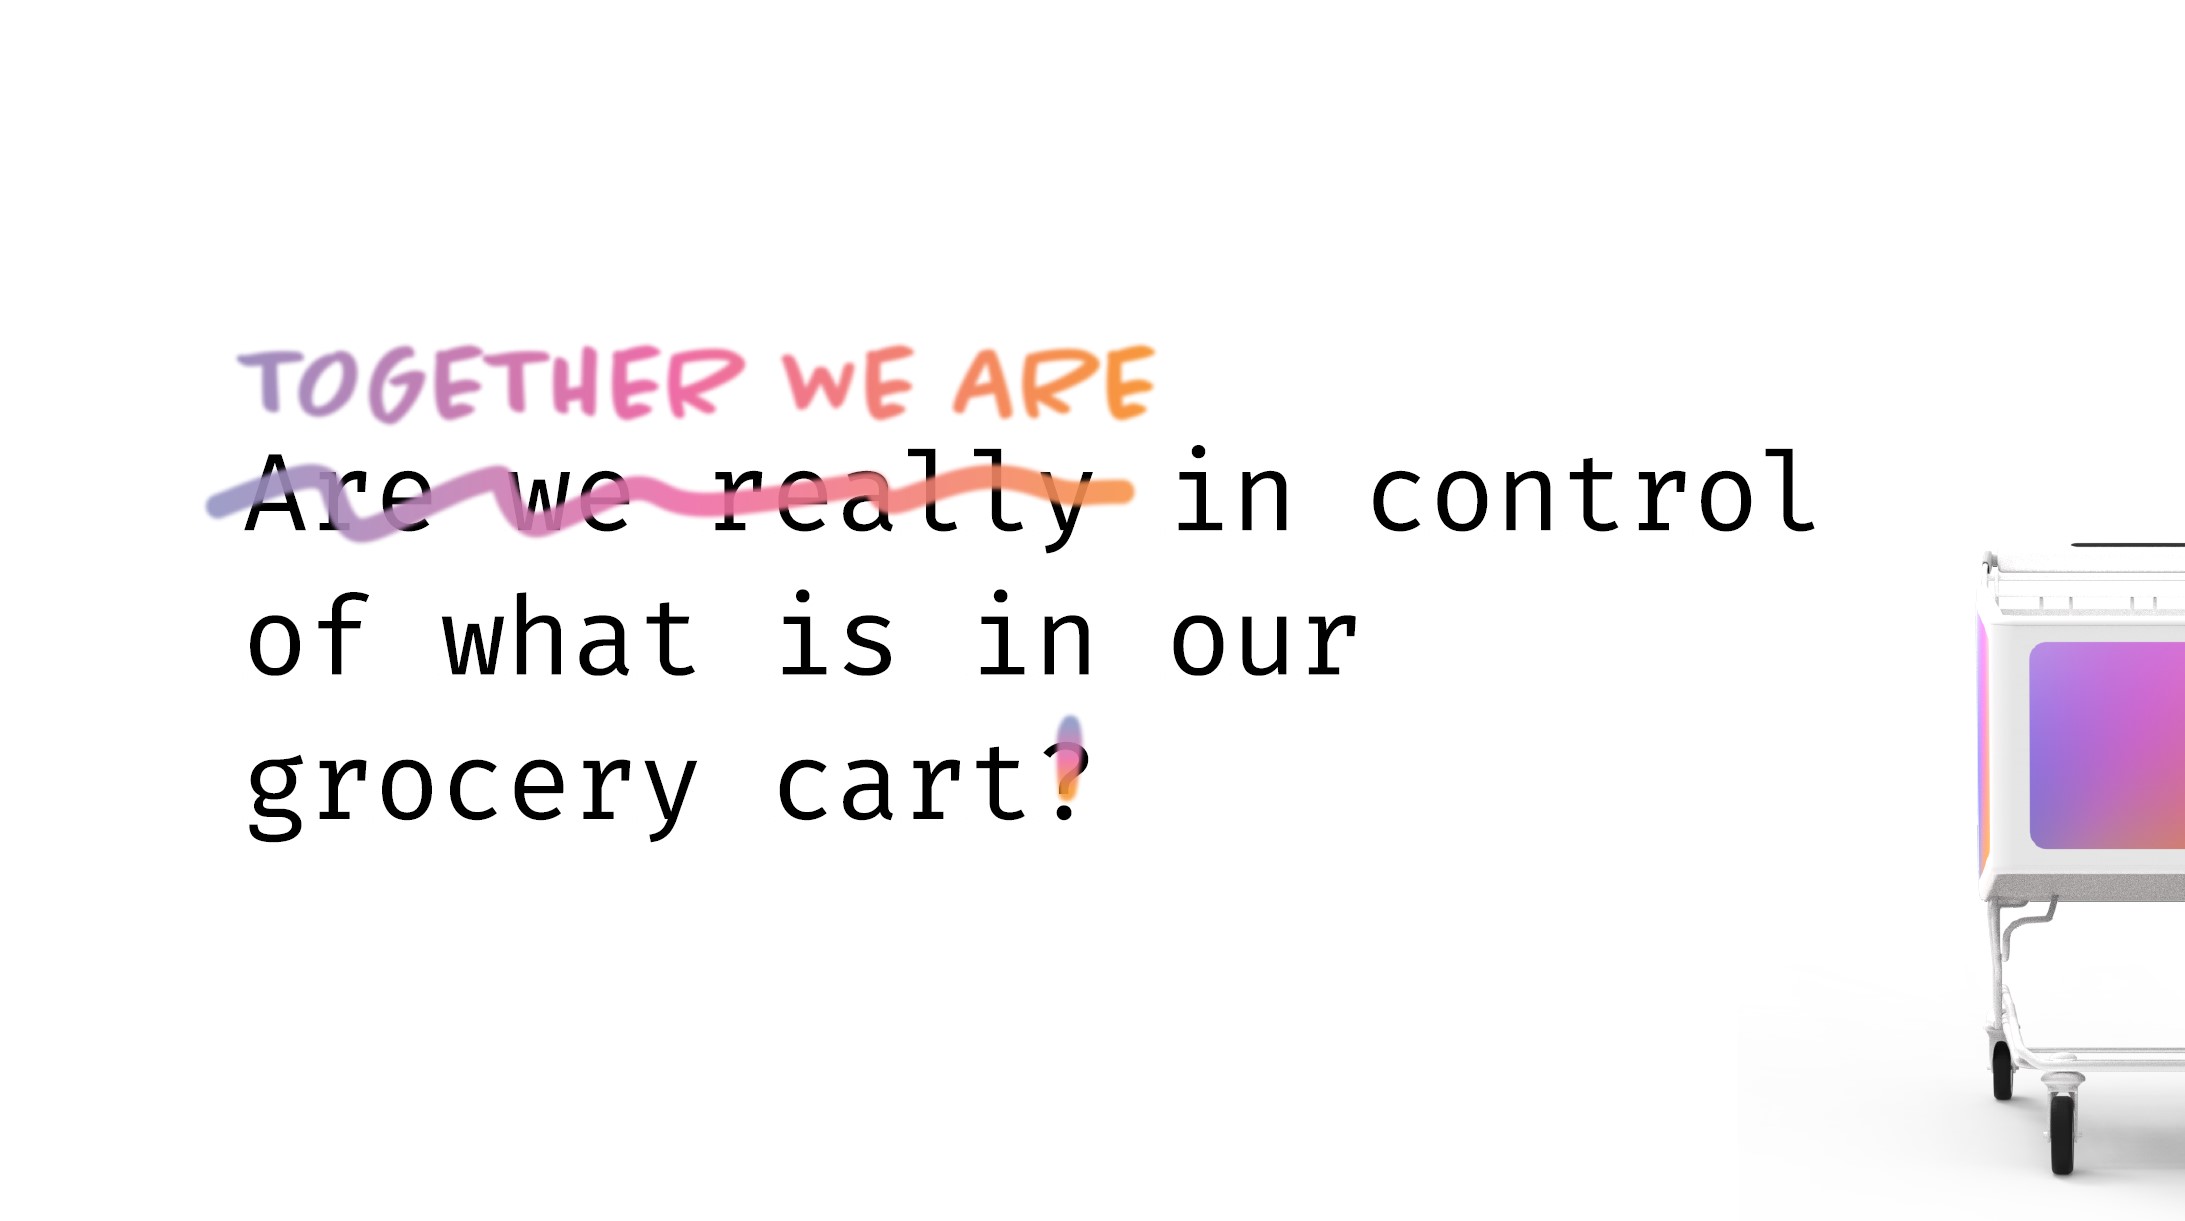 TOGETHER WE ARE
Are we really in control
of what is in our
grocery cart?